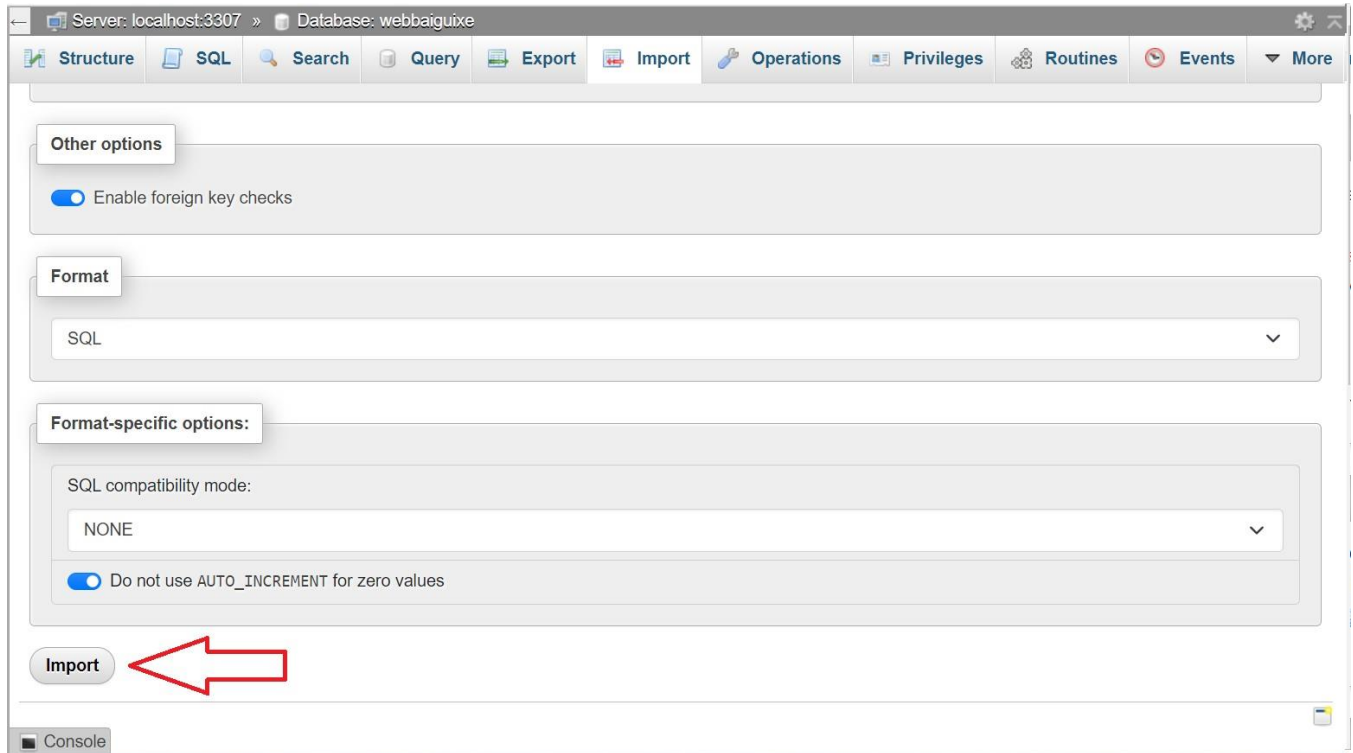 Server: localhost:3307 » Database: webbaiguixe
Structure SQL Search Query Export Import Operations Privileges Routines Events More
Other options
Enable foreign key checks
Format
SQL
Format-specific options:
SQL compatibility mode:
NONE
Do not use AUTO_INCREMENT for zero values
Import
Console